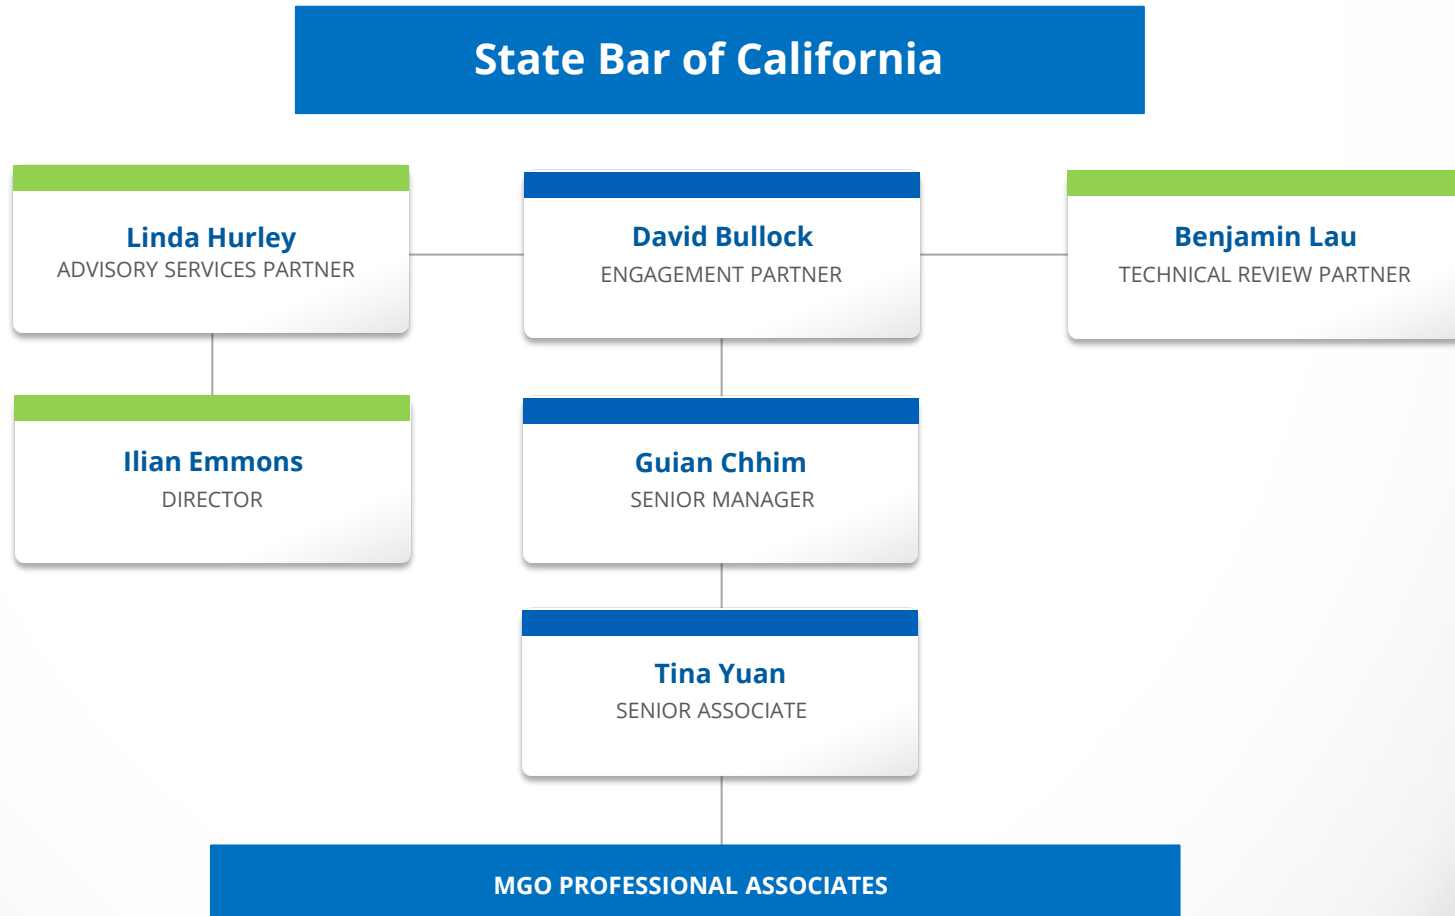 State Bar of California
Linda Hurley
ADVISORY SERVICES PARTNER
David Bullock
ENGAGEMENT PARTNER
Benjamin Lau
TECHNICAL REVIEW PARTNER
Ilian Emmons
DIRECTOR
Guian Chhim
SENIOR MANAGER
Tina Yuan
SENIOR ASSOCIATE
MGO PROFESSIONAL ASSOCIATES